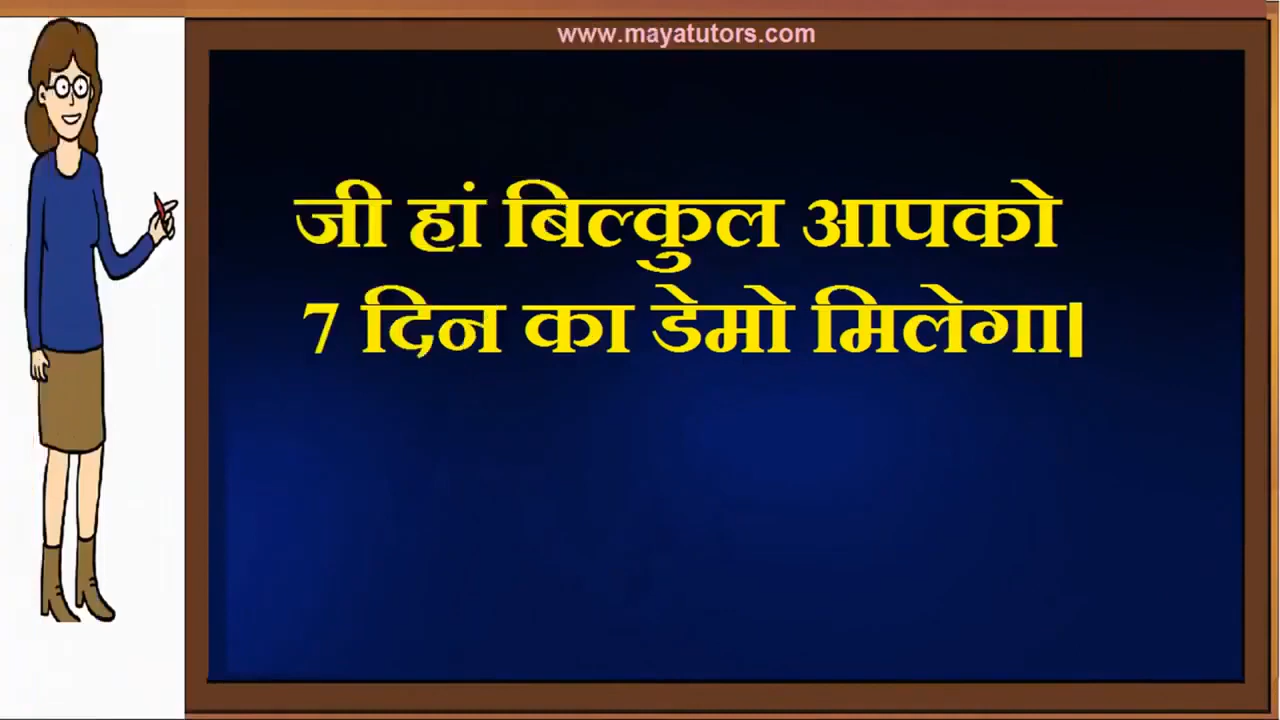 www.mayatutors.com
जी हां बिल्कुल आपको
7 दिन का डेमो मिलेगा।